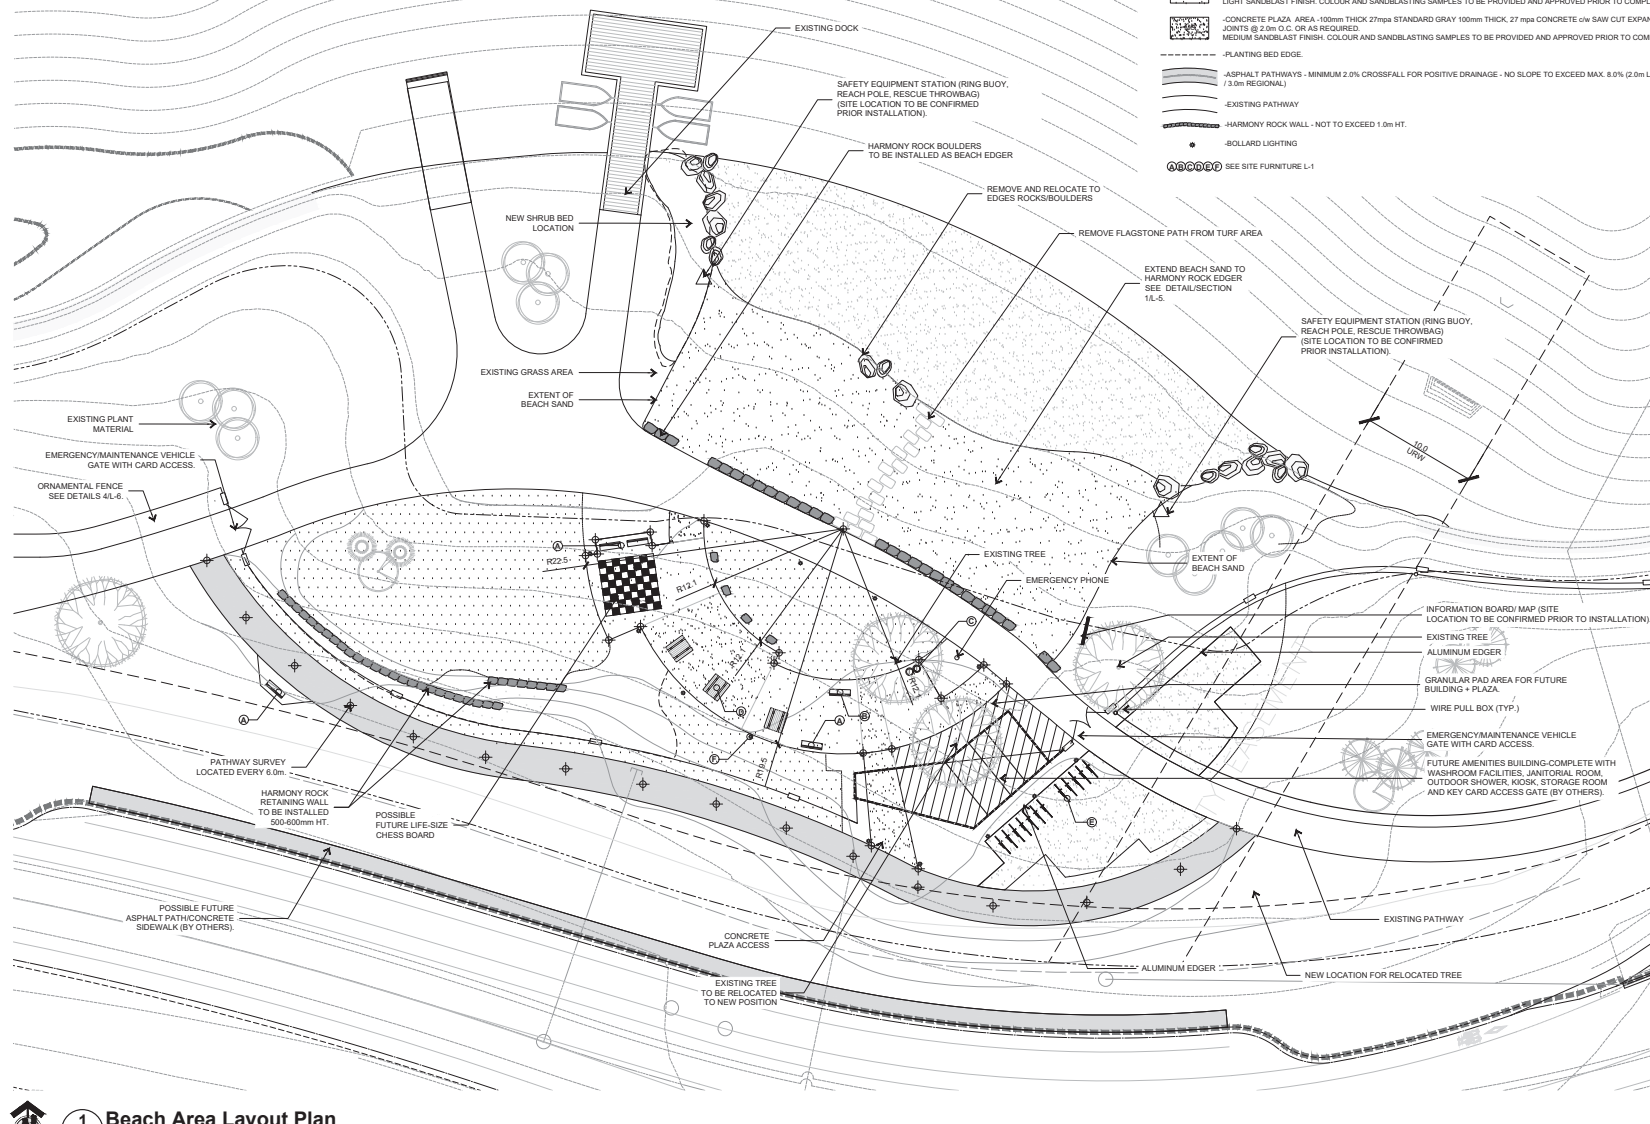 LIGHT SANDBLAST FINISH. COLOUR AND SANDBLASTING SAMPLES TO BE PROVIDED AND APPROVED PRIOR TO COMPL
-CONCRETE PLAZA AREA -100mm THICK 27mpa STANDARD GRAY 100mm THICK, 27 mpa CONCRETE c/w SAW CUT EXPAN
JOINTS @ 2.0m O.C. OR AS REQUIRED.
MEDIUM SANDBLAST FINISH. COLOUR AND SANDBLASTING SAMPLES TO BE PROVIDED AND APPROVED PRIOR TO COM
-PLANTING BED EDGE.
-ASPHALT PATHWAYS - MINIMUM 2.0% CROSSFALL FOR POSITIVE DRAINAGE - NO SLOPE TO EXCEED MAX. 8.0% (2.0m L
/ 3.0m REGIONAL)
-EXISTING PATHWAY
-HARMONY ROCK WALL - NOT TO EXCEED 1.0m HT.
-BOLLARD LIGHTING
A B C D E F SEE SITE FURNITURE L-1
EXISTING DOCK
SAFETY EQUIPMENT STATION (RING BUOY,
REACH POLE, RESCUE THROWBAG)
(SITE LOCATION TO BE CONFIRMED
PRIOR INSTALLATION).
HARMONY ROCK BOULDERS
TO BE INSTALLED AS BEACH EDGER
REMOVE AND RELOCATE TO
EDGES ROCKS/BOULDERS
NEW SHRUB BED
LOCATION
REMOVE FLAGSTONE PATH FROM TURF AREA
EXTEND BEACH SAND TO
HARMONY ROCK EDGER
SEE DETAIL/SECTION
1/L-5.
SAFETY EQUIPMENT STATION (RING BUOY,
REACH POLE, RESCUE THROWBAG)
(SITE LOCATION TO BE CONFIRMED
PRIOR INSTALLATION).
EXISTING GRASS AREA
EXTENT OF
BEACH SAND
EXISTING PLANT
MATERIAL
10.0
URW
EMERGENCY/MAINTENANCE VEHICLE
GATE WITH CARD ACCESS.
ORNAMENTAL FENCE
SEE DETAILS 4/L-6.
A
R22.5
R12.1
EXISTING TREE
EXTENT OF
BEACH SAND
EMERGENCY PHONE
C
INFORMATION BOARD/ MAP (SITE
LOCATION TO BE CONFIRMED PRIOR TO INSTALLATION)
EXISTING TREE
ALUMINUM EDGER
GRANULAR PAD AREA FOR FUTURE
BUILDING + PLAZA.
WIRE PULL BOX (TYP.)
EMERGENCY/MAINTENANCE VEHICLE
GATE WITH CARD ACCESS.
FUTURE AMENITIES BUILDING-COMPLETE WITH
WASHROOM FACILITIES, JANITORIAL ROOM,
OUTDOOR SHOWER, KIOSK, STORAGE ROOM
AND KEY CARD ACCESS GATE (BY OTHERS).
D
A
B
A
F
R19.5
PATHWAY SURVEY
LOCATED EVERY 6.0m.
HARMONY ROCK
RETAINING WALL
TO BE INSTALLED
500-600mm HT.
POSSIBLE
FUTURE LIFE-SIZE
CHESS BOARD
E
POSSIBLE FUTURE
ASPHALT PATH/CONCRETE
SIDEWALK (BY OTHERS).
EXISTING PATHWAY
CONCRETE
PLAZA ACCESS
ALUMINUM EDGER
NEW LOCATION FOR RELOCATED TREE
EXISTING TREE
TO BE RELOCATED
TO NEW POSITION
1 Beach Area Layout Plan